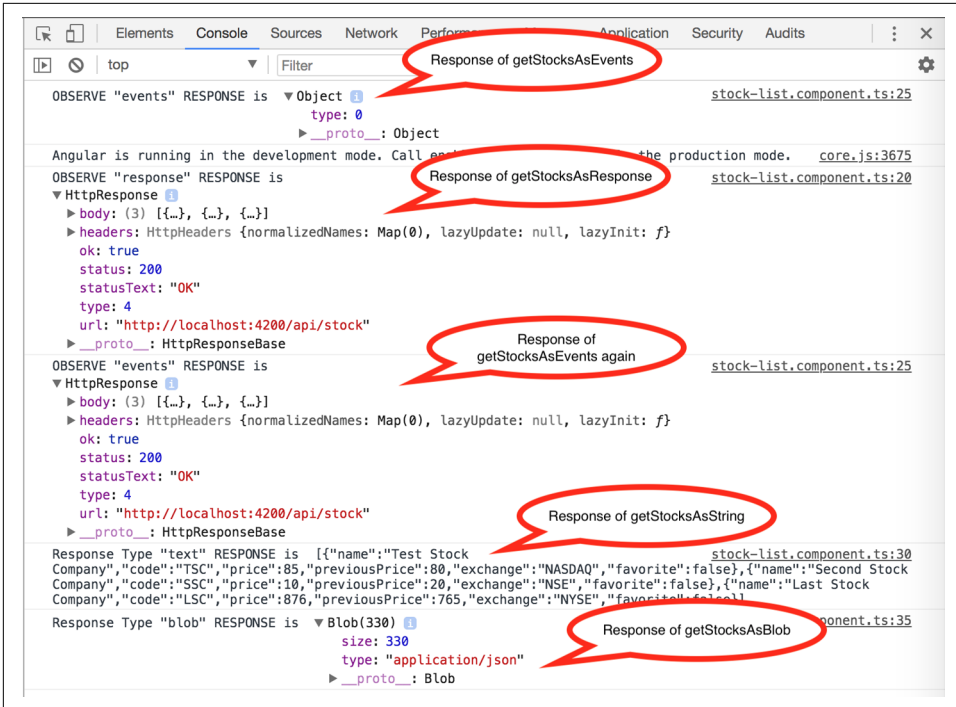 Elements Console Sources Network Application Security Audits
top Filter
Response of getStocksAsEvents
OBSERVE "events" RESPONSE is ▼Object i stock-list.component.ts:25
type: 0
▶__proto__: Object
Angular is running in the development mode. Call the production mode. core.js:3675
Response of getStocksAsResponse
OBSERVE "response" RESPONSE is stock-list.component.ts:20
▼HttpResponse i
▶body: (3) [{…}, {…}, {…}]
▶headers: HttpHeaders {normalizedNames: Map(0), lazyUpdate: null, lazyInit: ƒ}
ok: true
status: 200
statusText: "OK"
type: 4
url: "http://localhost:4200/api/stock"
▶__proto__: HttpResponseBase
Response of
getStocksAsEvents again
OBSERVE "events" RESPONSE is stock-list.component.ts:25
▼HttpResponse i
▶body: (3) [{…}, {…}, {…}]
▶headers: HttpHeaders {normalizedNames: Map(0), lazyUpdate: null, lazyInit: ƒ}
ok: true
status: 200
statusText: "OK"
type: 4
url: "http://localhost:4200/api/stock"
▶__proto__: HttpResponseBase
Response of getStocksAsString
Response Type "text" RESPONSE is [{"name":"Test Stock stock-list.component.ts:30
Company","code":"TSC","price":85,"previousPrice":80,"exchange":"NASDAQ","favorite":false},{"name":"Second Stock
Company","code":"SSC","price":10,"previousPrice":20,"exchange":"NSE","favorite":false},{"name":"Last Stock
Company","code":"LSC","price":876,"previousPrice":765,"exchange":"NYSE","favorite":false}]
Response of getStocksAsBlob
Response Type "blob" RESPONSE is ▼Blob(330) i ponent.ts:35
size: 330
type: "application/json"
▶__proto__: Blob